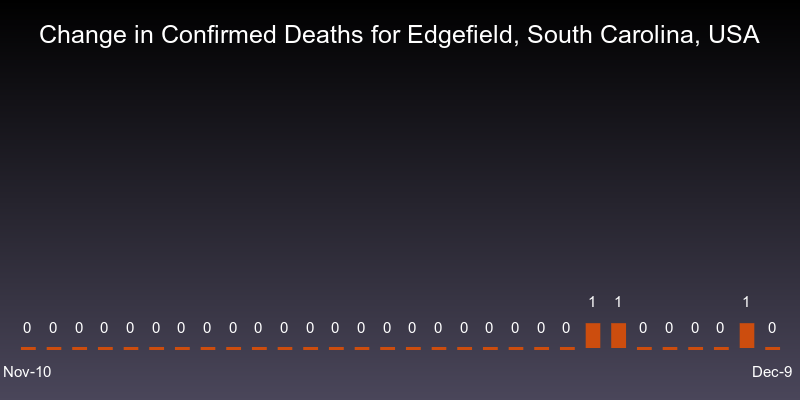 Change in Confirmed Deaths for Edgefield, South Carolina, USA
1 1 1
0 0 0 0 0 0 0 0 0 0 0 0 0 0 0 0 0 0 0 0 0 0 0 0 0 0 0
Nov-10 Dec-9